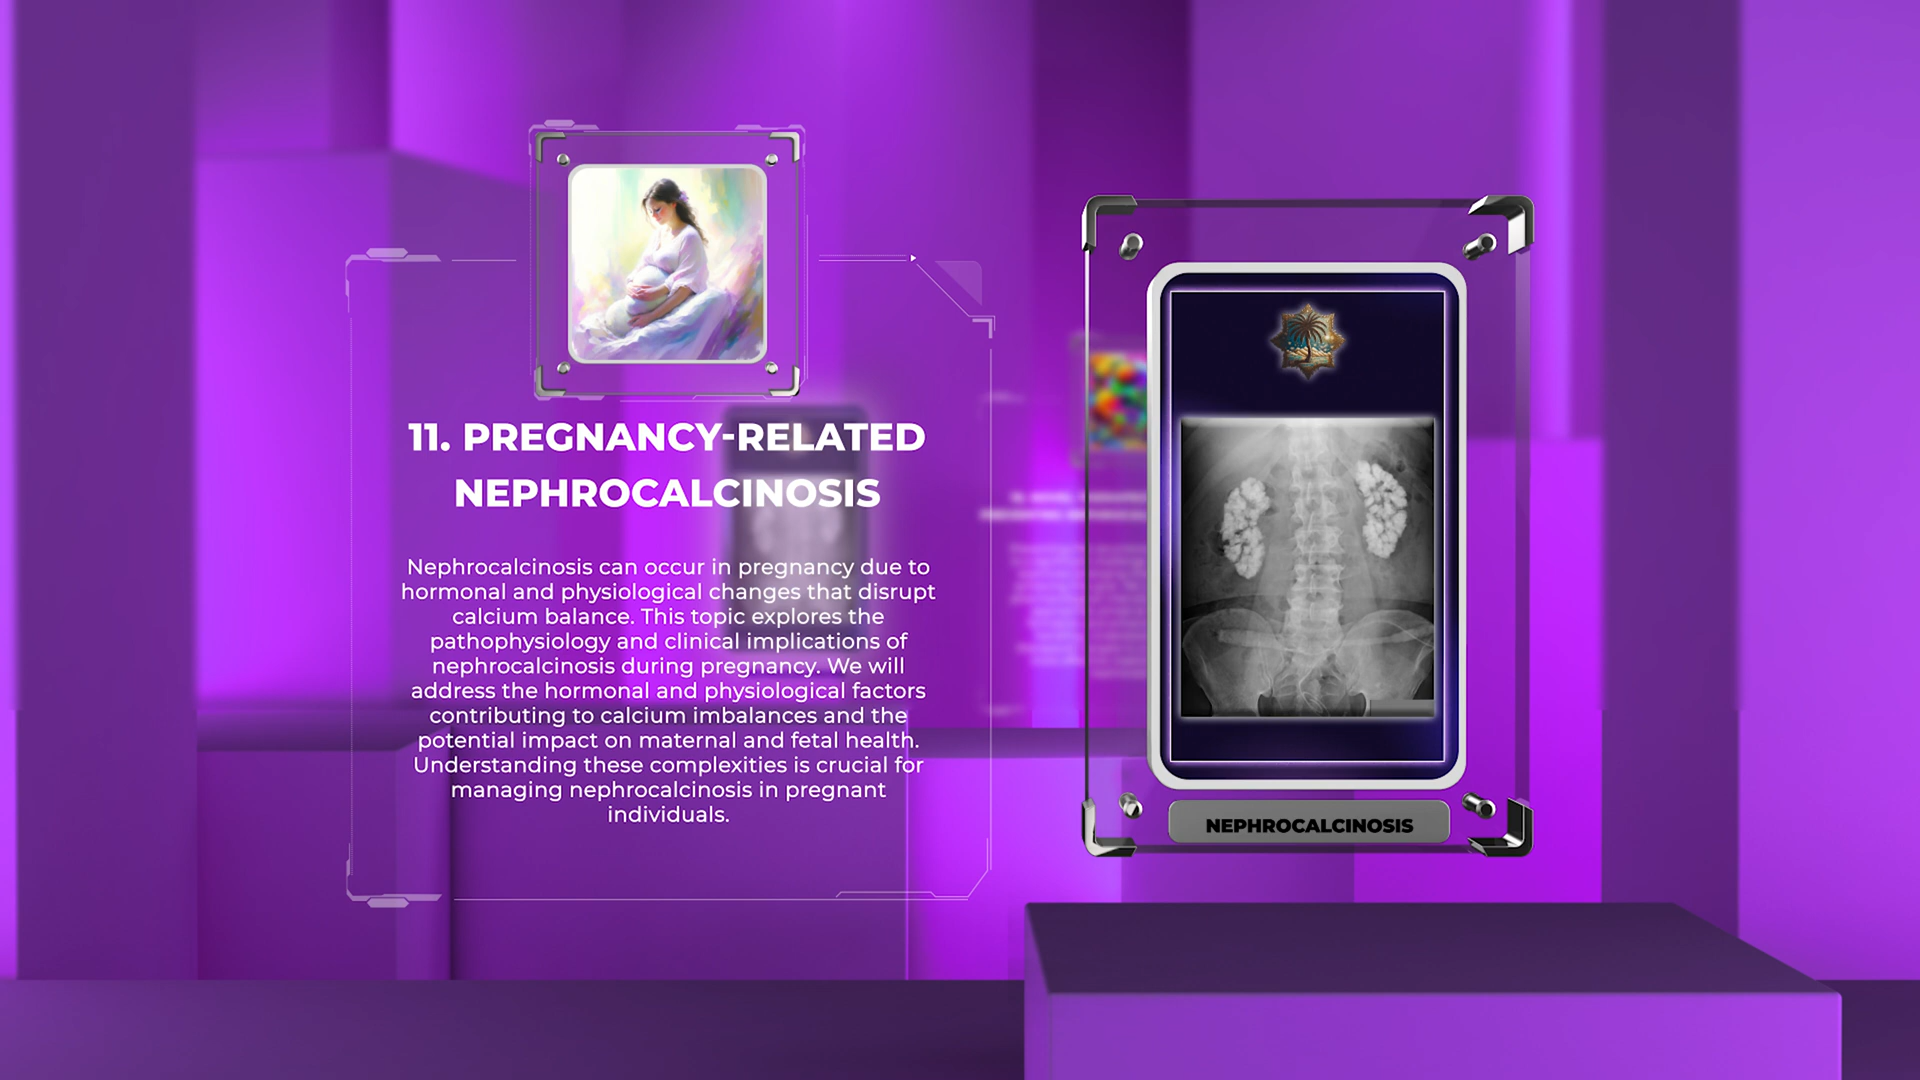 11. PREGNANCY-RELATED
NEPHROCALCINOSIS
Nephrocalcinosis can occur in pregnancy due to
hormonal and physiological changes that disrupt
calcium balance. This topic explores the
pathophysiology and clinical implications of
nephrocalcinosis during pregnancy. We will
address the hormonal and physiological factors
contributing to calcium imbalances and the
potential impact on maternal and fetal health.
Understanding these complexities is crucial for
managing nephrocalcinosis in pregnant
individuals.
NEPHROCALCINOSIS